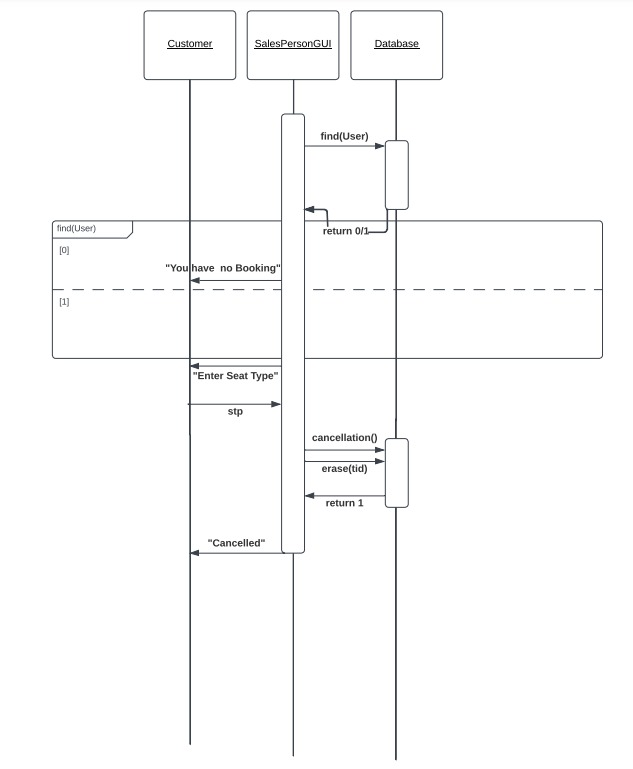 Customer
SalesPersonGUI
Database
find(User)
return 0/1
find(User)
[0]
"You have  no Booking"
[1]
"Enter Seat Type"
stp
cancellation()
erase(tid)
return 1
"Cancelled"